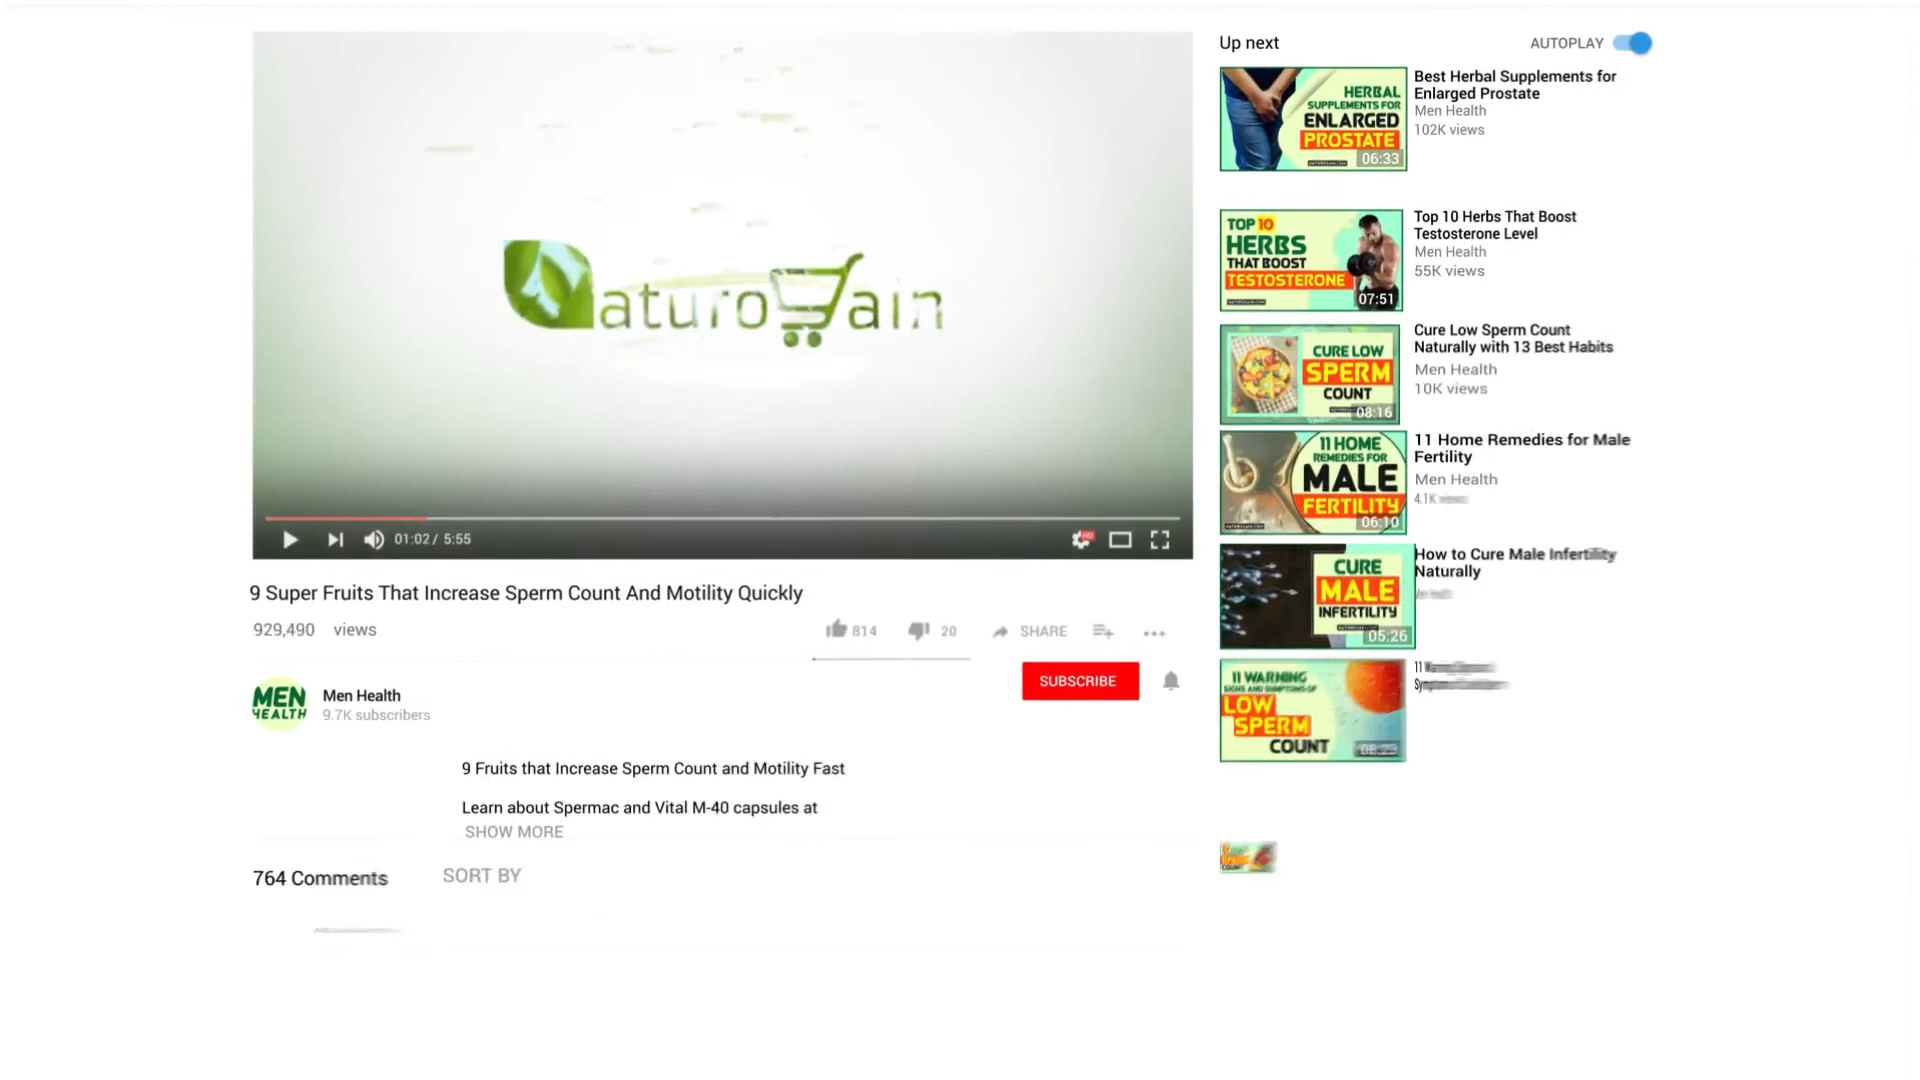 Up next
AUTOPLAY
HERBAL
SUPPLEMENTS FOR
ENLARGED
PROSTATE
06:33
Best Herbal Supplements for
Enlarged Prostate
Men Health
102K views
TOP 10
HERBS
THAT BOOST
TESTOSTERONE
07:51
Top 10 Herbs That Boost
Testosterone Level
Men Health
55K views
CURE LOW
SPERM
COUNT
08:16
Cure Low Sperm Count
Naturally with 13 Best Habits
Men Health
10K views
11 HOME
REMEDIES FOR
MALE
FERTILITY
06:10
11 Home Remedies for Male
Fertility
Men Health
4.1K
CURE
MALE
INFERTILITY
05:26
How to Cure Male Infertility
Naturally
11 WARNING
SIGNS AND SYMPTOMS OF
LOW
SPERM
COUNT
11
aturo ain
01:02 / 5:55
HD
9 Super Fruits That Increase Sperm Count And Motility Quickly
929,490 views
814
20
SHARE
SUBSCRIBE
MEN
HEALTH
Men Health
9.7K subscribers
9 Fruits that Increase Sperm Count and Motility Fast
Learn about Spermac and Vital M-40 capsules at
SHOW MORE
764 Comments
SORT BY